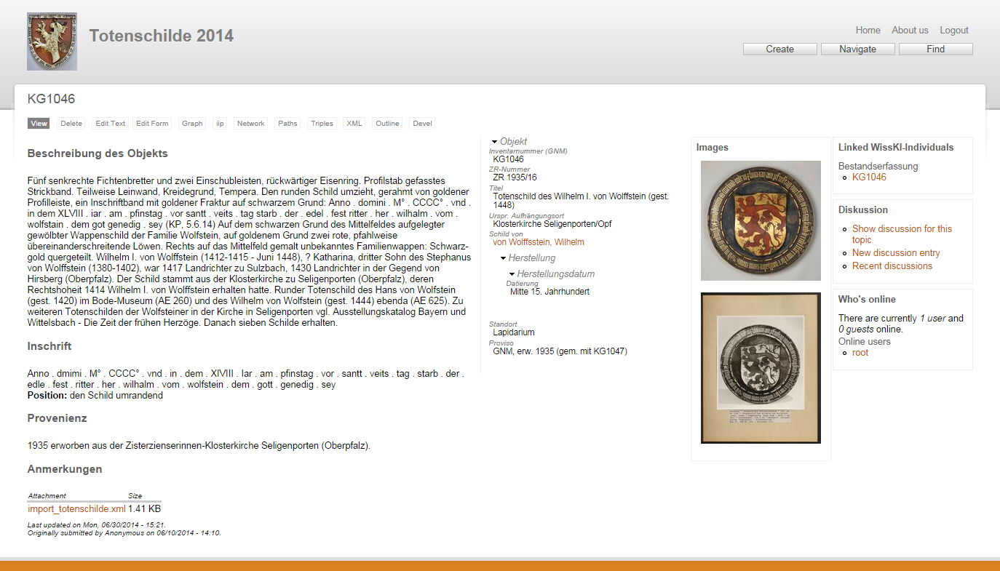 Totenschilde 2014
Home About us Logout
Create Navigate Find
KG1046
View Delete Edit Text Edit Form Graph iip Network Paths Triples XML Outline Devel
Beschreibung des Objekts
Fünf senkrechte Fichtenbretter und zwei Einschubleisten, rückwärtiger Eisenring. Profilstab gefasstes
Strickband. Teilweise Leinwand, Kreidegrund, Tempera. Den runden Schild umzieht, gerahmt von goldener
Profilleiste, ein Inschriftband mit goldener Fraktur auf schwarzem Grund: Anno . domini . M° . CCCC° . vnd .
in dem XLVIII . iar . am . pfinstag . vor santt . veits . tag starb . der . edel . fest ritter . her . wilhalm . vom .
wolfstain . dem got genedig . sey (KP, 5.6.14) Auf dem schwarzen Grund des Mittelfeldes aufgelegter
gewölbter Wappenschild der Familie Wolfstein, auf goldenem Grund zwei rote, pfahlweise
übereinanderschreitende Löwen. Rechts auf das Mittelfeld gemalt unbekanntes Familienwappen: Schwarz-
gold quergeteilt. Wilhelm I. von Wolffstein (1412-1415 - Juni 1448), ? Katharina, dritter Sohn des Stephanus
von Wolffstein (1380-1402), war 1417 Landrichter zu Sulzbach, 1430 Landrichter in der Gegend von
Hirsberg (Oberpfalz). Der Schild stammt aus der Klosterkirche zu Seligenporten (Oberpfalz), deren
Rechtshoheit 1414 Wilhelm I. von Wolffstein erhalten hatte. Runder Totenschild des Hans von Wolfstein
(gest. 1420) im Bode-Museum (AE 260) und des Wilhelm von Wolfstein (gest. 1444) ebenda (AE 625). Zu
weiteren Totenschilden der Wolfsteiner in der Kirche in Seligenporten vgl. Ausstellungskatalog Bayern und
Wittelsbach - Die Zeit der frühen Herzöge. Danach sieben Schilde erhalten.
Inschrift
Anno . dmimi . M° . CCCC° . vnd . in . dem . XIVIII . Iar . am . pfinstag . vor . santt . veits . tag . starb . der .
edle . fest . ritter . her . wilhalm . vom . wolfstein . dem . gott . genedig . sey
Position: den Schild umrandend
Provenienz
1935 erworben aus der Zisterzienserinnen-Klosterkirche Seligenporten (Oberpfalz).
Anmerkungen
Attachment Size
import_totenschilde.xml 1.41 KB
Last updated on Mon, 06/30/2014 - 15:21.
Originally submitted by Anonymous on 06/10/2014 - 14:10.
Objekt
Inventarnummer (GNM)
KG1046
ZR-Nummer
ZR 1935/16
Titel
Totenschild des Wilhelm I. von Wolffstein (gest.
1448)
Urspr. Aufhängungsort
Klosterkirche Seligenporten/Opf
Schild von
von Wolffsstein, Wilhelm
Herstellung
Herstellungsdatum
Datierung
Mitte 15. Jahrhundert
Standort
Lapidarium
Proviso
GNM, erw. 1935 (gem. mit KG1047)
Images
Linked WissKI-Individuals
Bestandserfassung
KG1046
Diskussion
Show discussion for this
topic
New discussion entry
Recent discussions
Who's online
There are currently 1 user and
0 guests online.
Online users
root